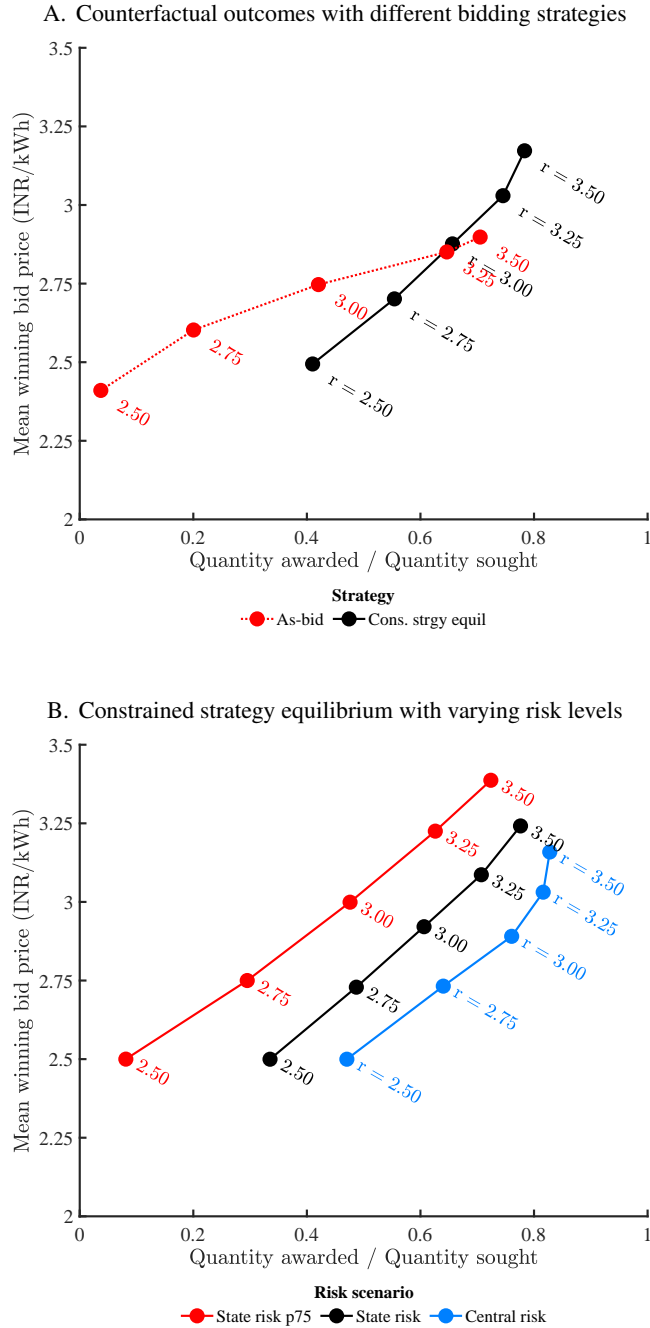 A. Counterfactual outcomes with different bidding strategies
3.5
3.25
3
2.75
2.5
2.25
2
Mean winning bid price (INR/kWh)
r = 3.50
r = 3.25
3.50
r = 3.00
3.25
3.00
r = 2.75
2.75
r = 2.50
2.50
0 0.2 0.4 0.6 0.8 1
Quantity awarded / Quantity sought
Strategy
As-bid Cons. strgy equil
B. Constrained strategy equilibrium with varying risk levels
3.5
3.25
3
2.75
2.5
2.25
2
Mean winning bid price (INR/kWh)
3.50
3.50
r = 3.50
3.25
3.25
r = 3.25
3.00
3.00
r = 3.00
2.75
2.75
r = 2.75
2.50
2.50
r = 2.50
0 0.2 0.4 0.6 0.8 1
Quantity awarded / Quantity sought
Risk scenario
State risk p75 State risk Central risk